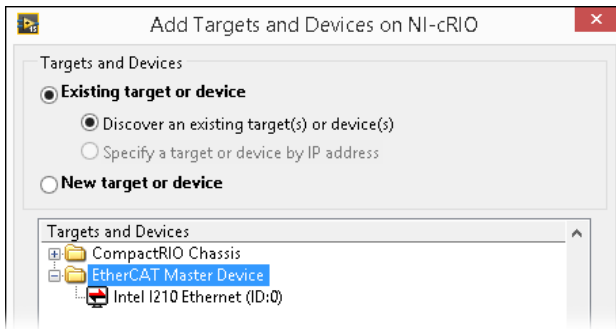 Add Targets and Devices on NI-cRIO
Targets and Devices
Existing target or device
Discover an existing target(s) or device(s)
Specify a target or device by IP address
New target or device
Targets and Devices
CompactRIO Chassis
EtherCAT Master Device
Intel I210 Ethernet (ID:0)